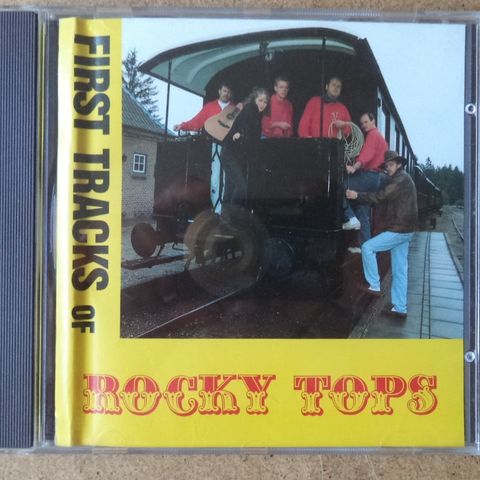 FIRST TRACKS OF
ROCKY TOPS